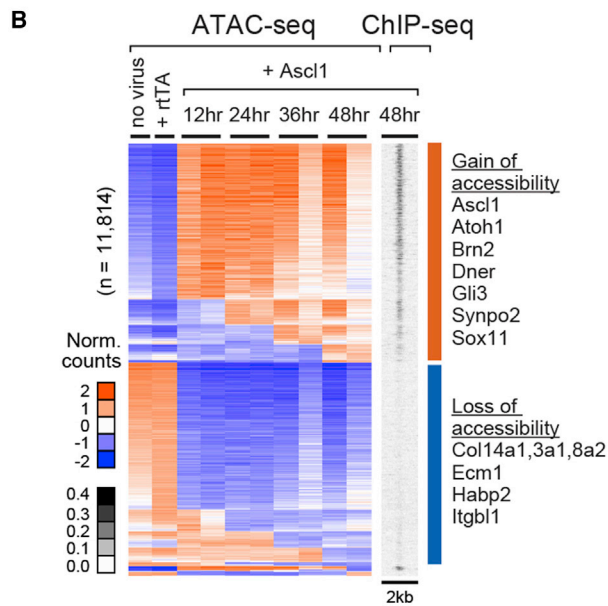 B
ATAC-seq ChIP-seq
+ Ascl1
no virus
+ rtTA
12hr 24hr 36hr 48hr 48hr
(n = 11,814)
Gain of
accessibility
Ascl1
Atoh1
Brn2
Dner
Gli3
Synpo2
Sox11
Norm.
counts
2
1
0
-1
-2
Loss of
accessibility
Col14a1,3a1,8a2
Ecm1
Habp2
Itgbl1
0.4
0.3
0.2
0.1
0.0
2kb